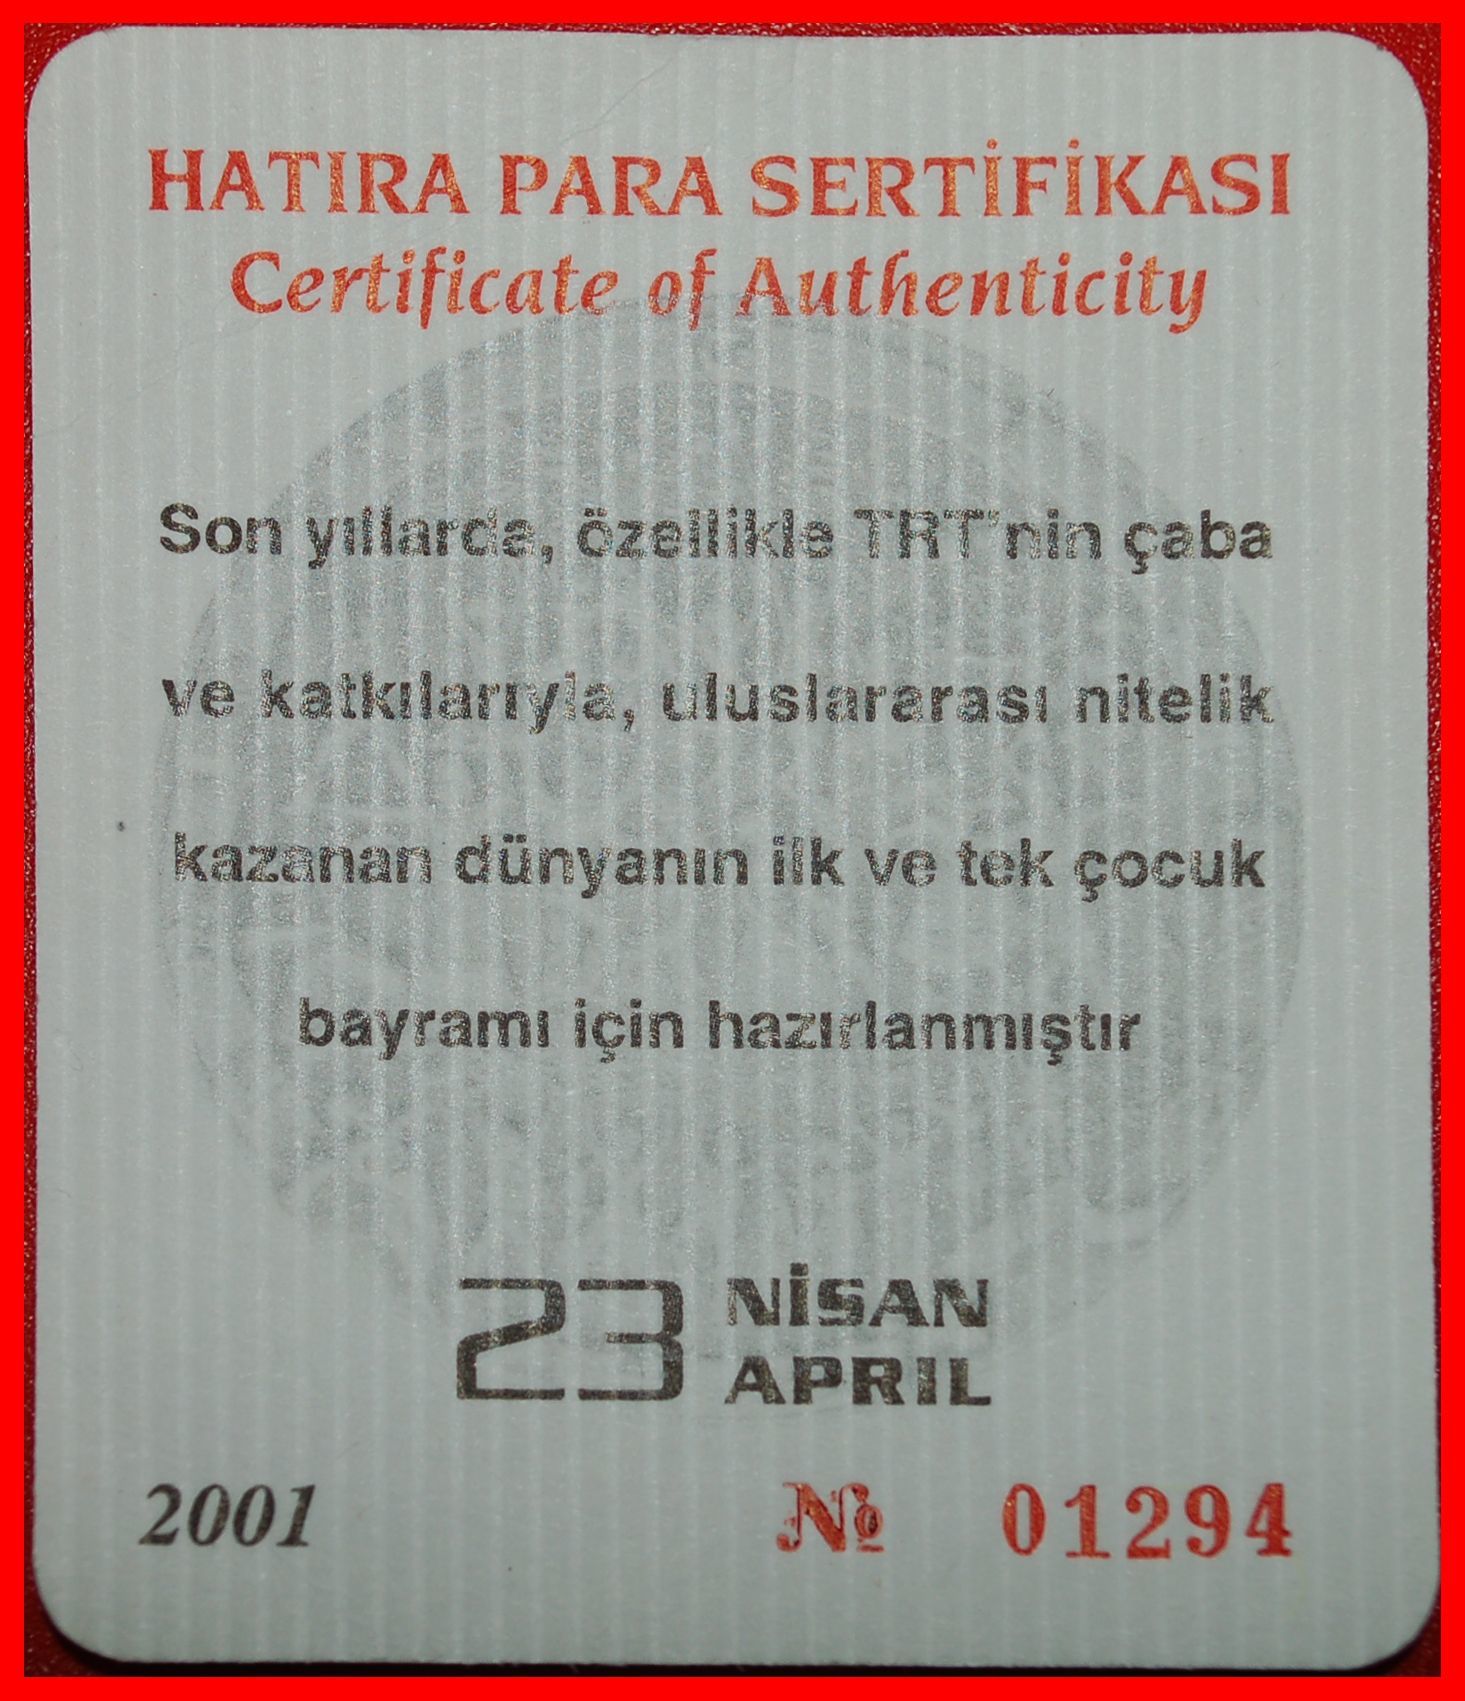 HATIRA PARA SERTİFİKASI
Certificate of Authenticity
Son yıllarda, özellikle TRT'nin çaba
ve katkılarıyla, uluslararası nitelik
kazanan dünyanın ilk ve tek çocuk
bayramı için hazırlanmıştır
23 NİSAN
APRIL
2001 № 01294